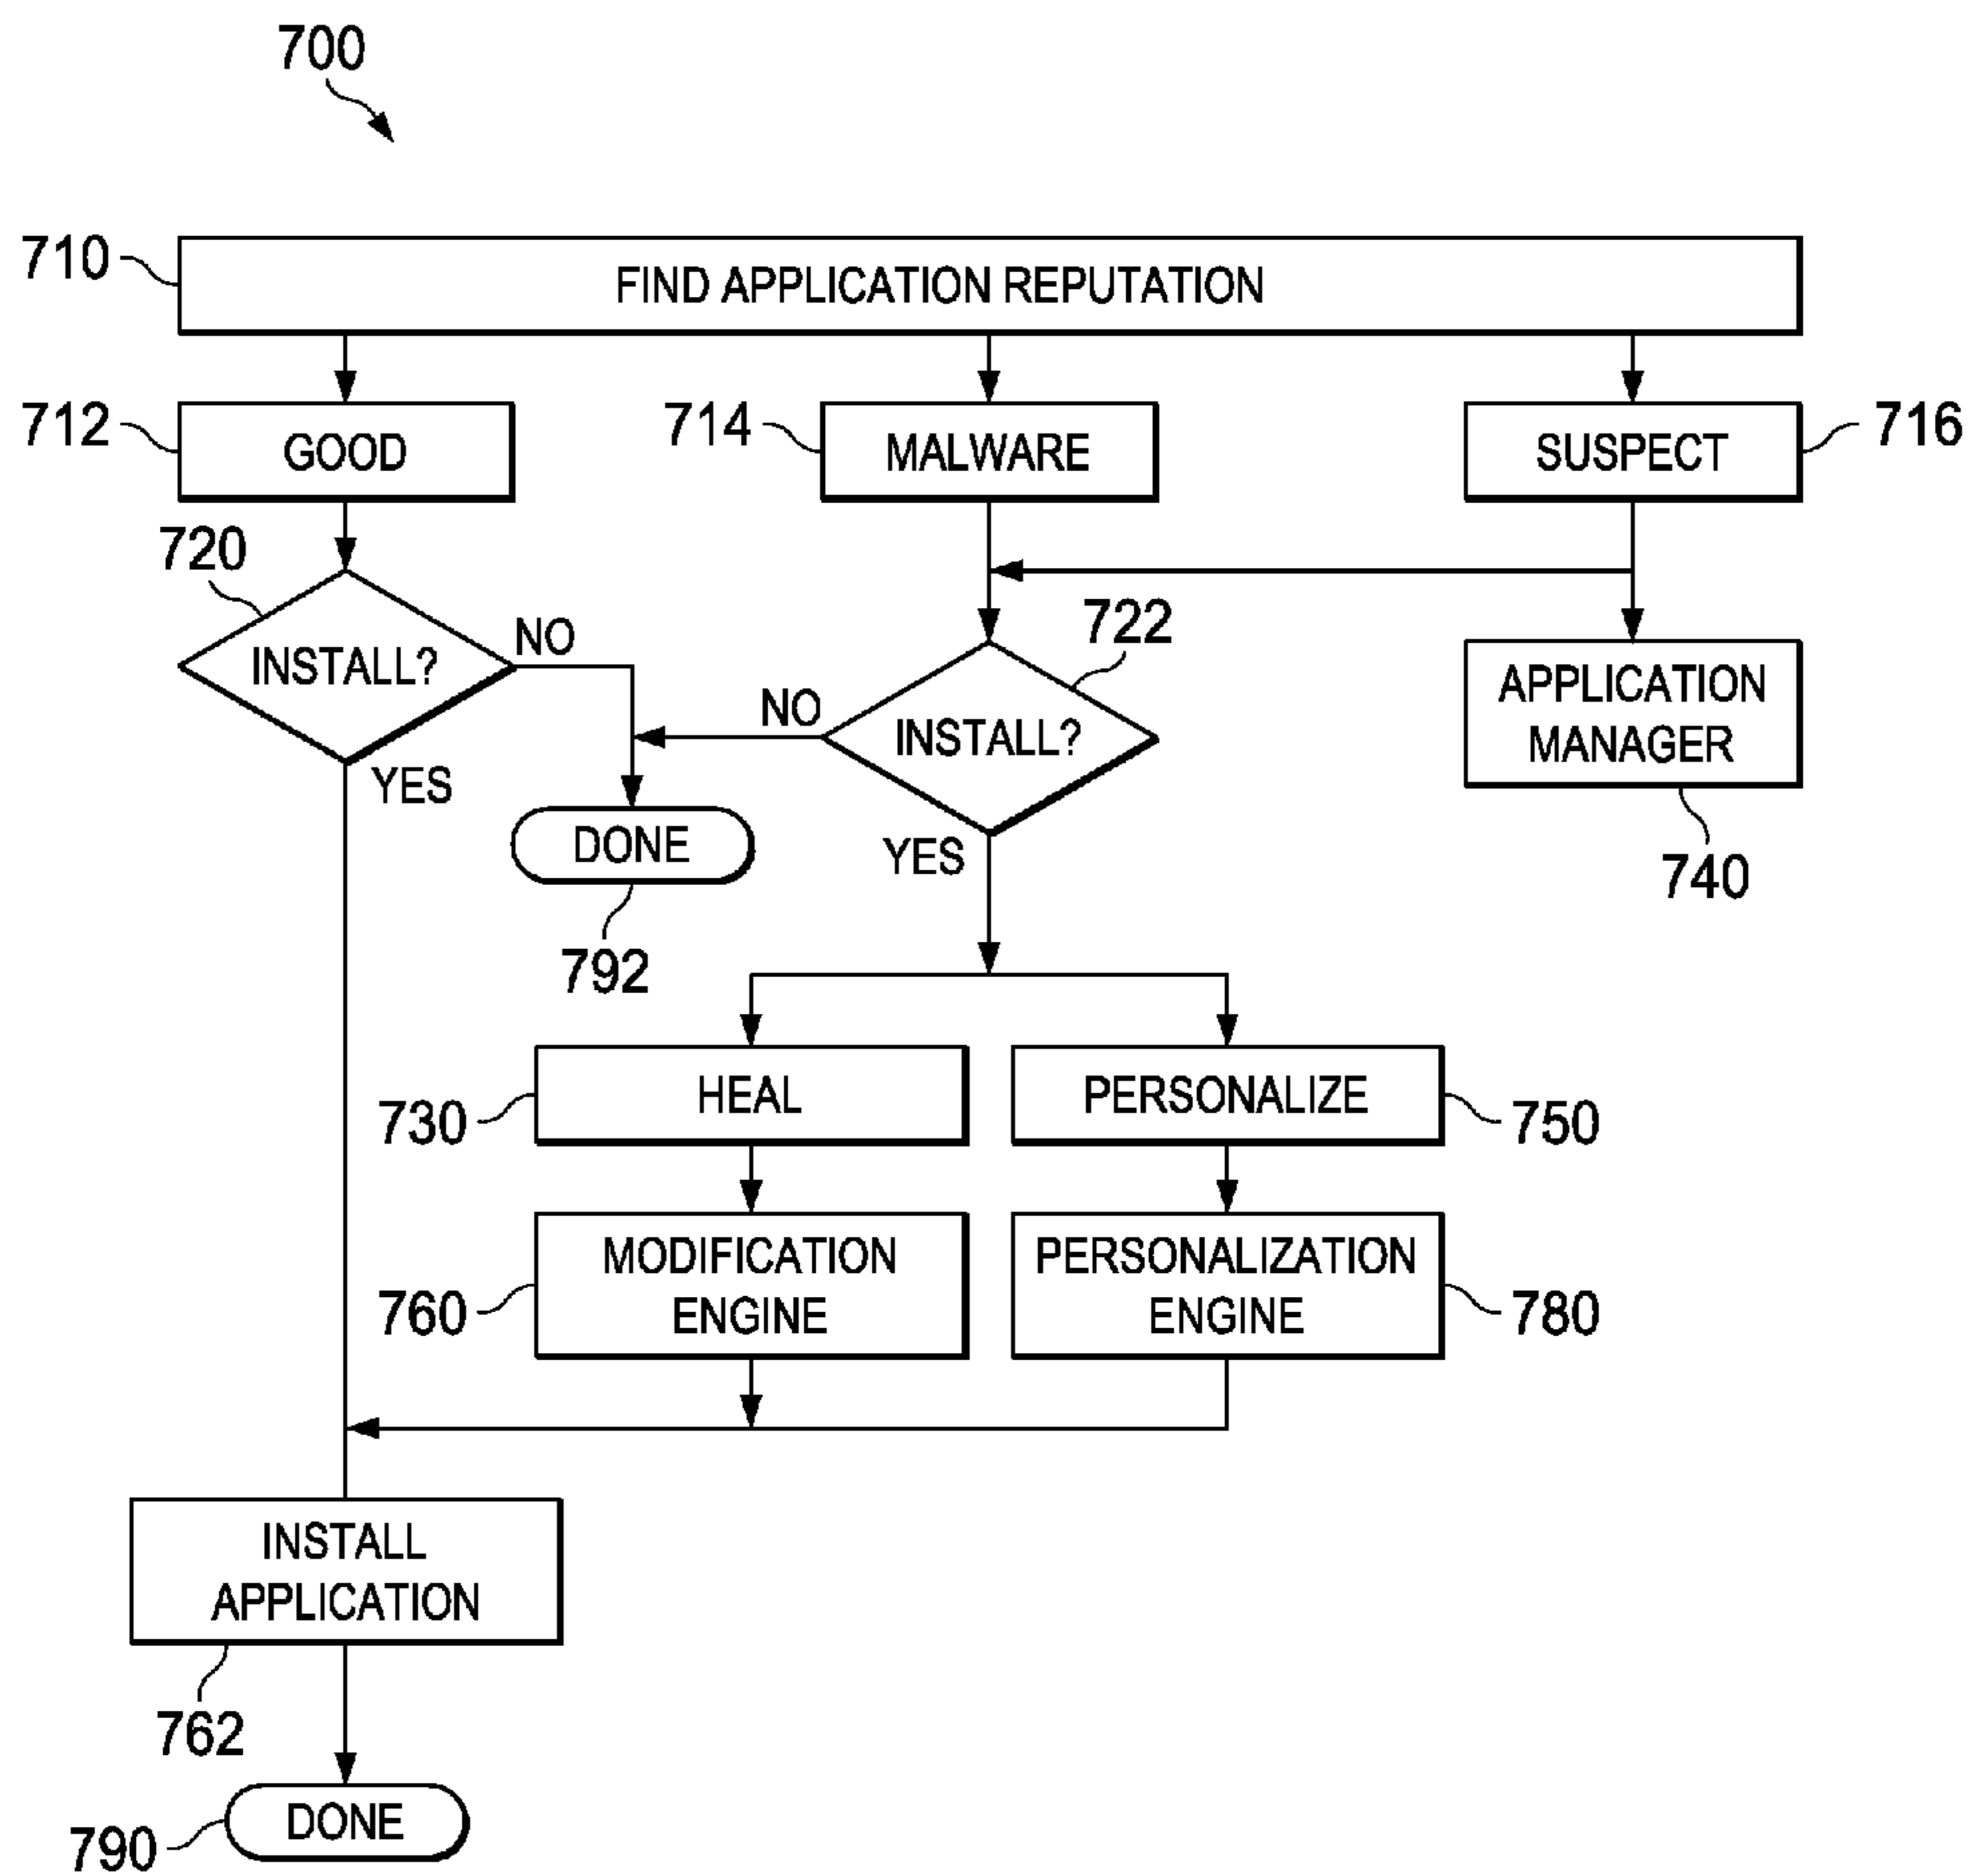 700
710
FIND APPLICATION REPUTATION
712
GOOD
714
MALWARE
SUSPECT
716
720
INSTALL?
NO
YES
722
INSTALL?
NO
YES
APPLICATION
MANAGER
740
DONE
792
730
HEAL
PERSONALIZE
750
760
MODIFICATION
ENGINE
PERSONALIZATION
ENGINE
780
INSTALL
APPLICATION
762
DONE
790